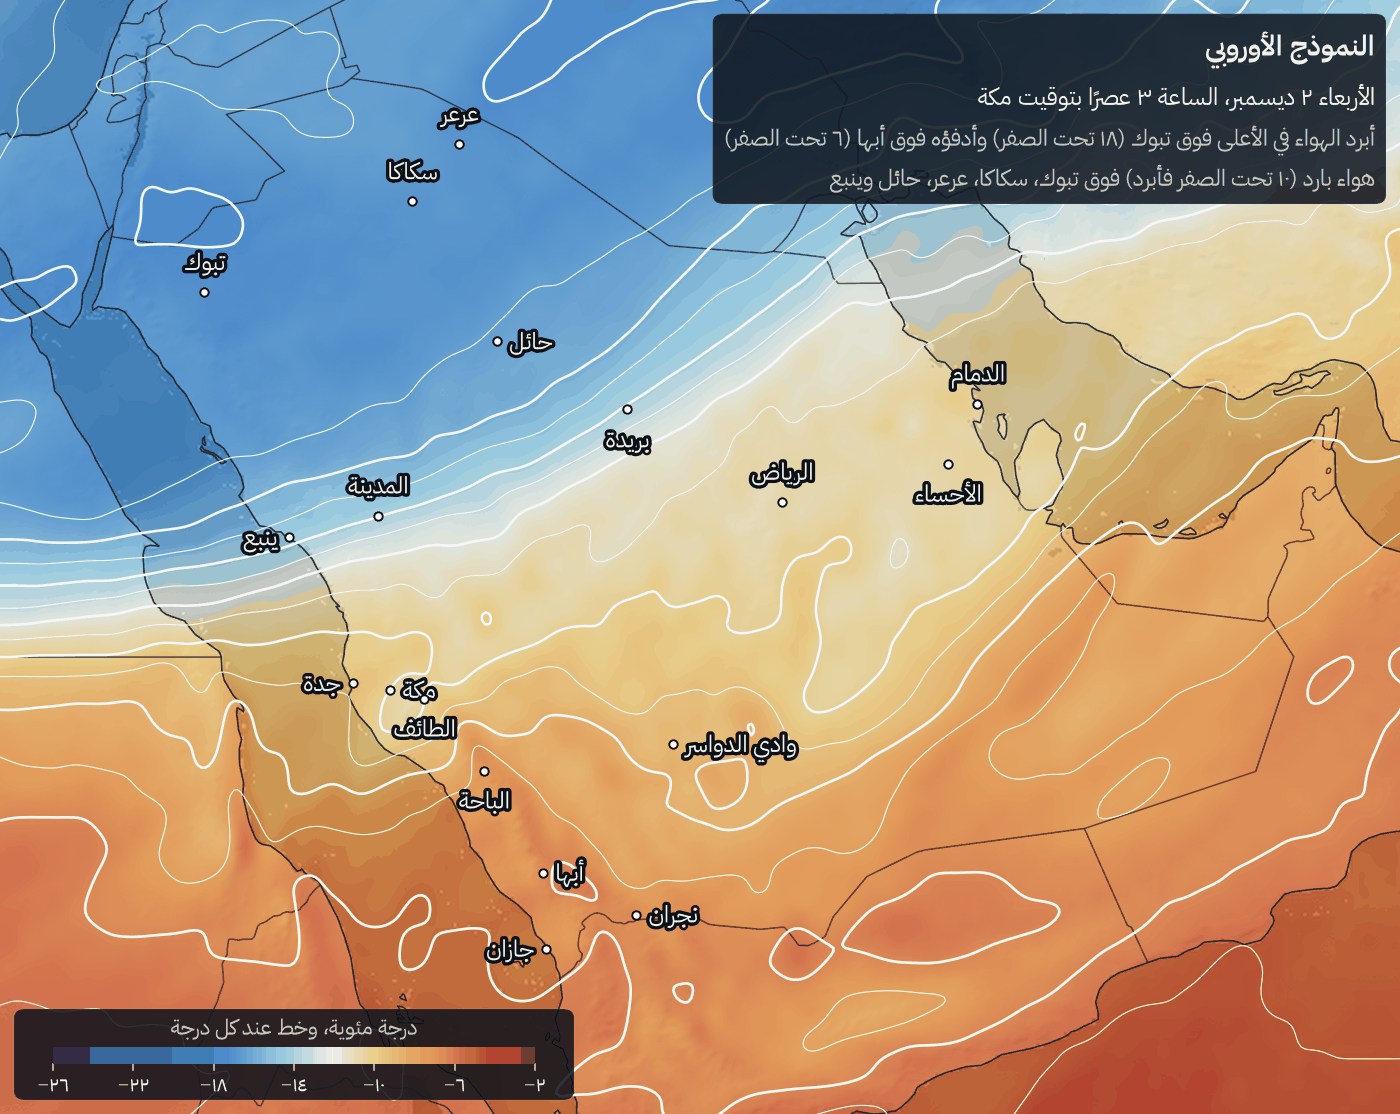 النموذج الأوروبي
الأربعاء ٢ ديسمبر، الساعة ٣ عصرًا بتوقيت مكة
أبرد الهواء في الأعلى فوق تبوك (١٨ تحت الصفر) وأدفؤه فوق أبها (٦ تحت الصفر)
هواء بارد (١٠ تحت الصفر فأبرد) فوق تبوك، سكاكا، عرعر، حائل وينبع
عرعر
سكاكا
تبوك
حائل
الدمام
بريدة
الرياض
الأحساء
المدينة
ينبع
جدة
مكة
الطائف
وادي الدواسر
الباحة
أبها
نجران
جازان
درجة مئوية، وخط عند كل درجة
−٢٦ −٢٢ −١٨ −١٤ −١٠ −٦ −٢